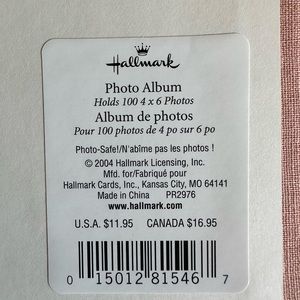 Hallmark
Photo Album
Holds 100 4 x 6 Photos
Album de photos
Pour 100 photos de 4 po sur 6 po
Photo-Safe!/N'abîme pas les photos!
© 2004 Hallmark Licensing, Inc.
Mfd. for/Fabriqué pour
Hallmark Cards, Inc., Kansas City, MO 64141
Made in China PR2976
www.hallmark.com
U.S.A. $11.95 CANADA $16.95
0 15012 81546 7